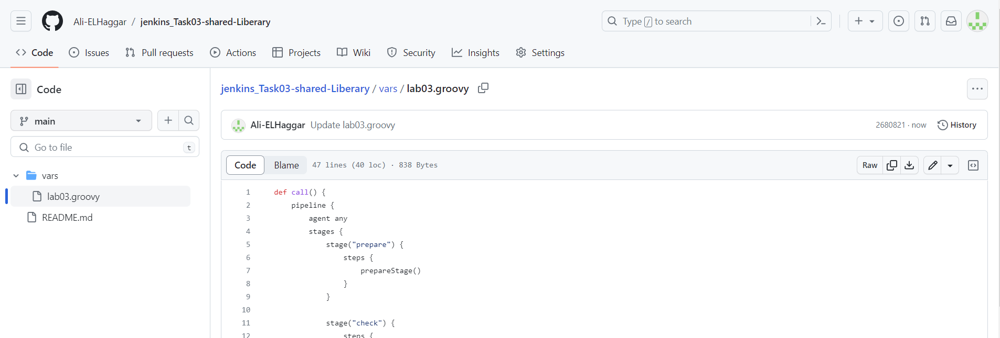 Ali-ELHaggar / jenkins_Task03-shared-Liberary
Type / to search
Code Issues Pull requests Actions Projects Wiki Security Insights Settings
Code
main
Go to file t
vars
lab03.groovy
README.md
jenkins_Task03-shared-Liberary / vars / lab03.groovy
Ali-ELHaggar Update lab03.groovy 2680821 · now History
Code Blame 47 lines (40 loc) · 838 Bytes Raw
1 def call() {
2 pipeline {
3 agent any
4 stages {
5 stage("prepare") {
6 steps {
7 prepareStage()
8 }
9 }
10
11 stage("check") {
12 steps {